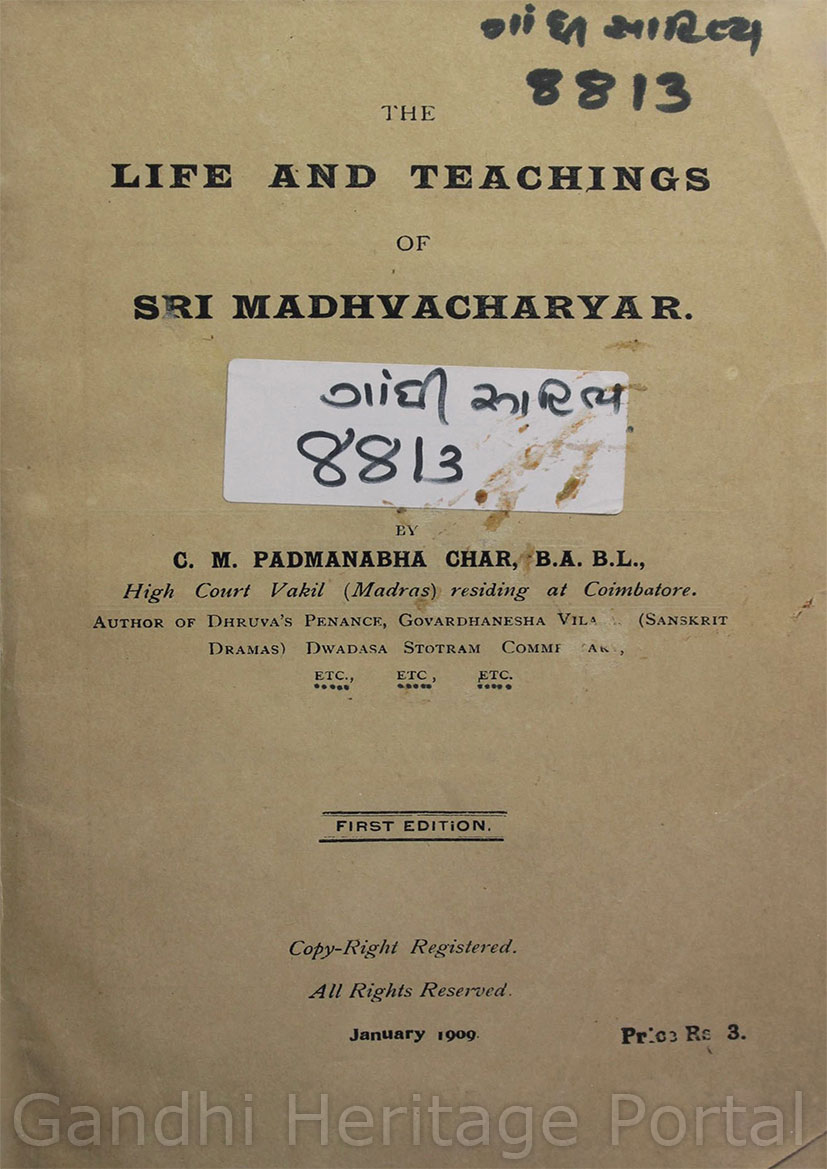 ગાંધી સાહિત્ય
8813
THE
LIFE AND TEACHINGS
OF
SRI MADHVACHARYAR.
ગાંધી સાહિત્ય
8813
BY
C. M. PADMANABHA CHAR, B.A. B.L.,
High Court Vakil (Madras) residing at Coimbatore.
AUTHOR OF DHRUVA'S PENANCE, GOVARDHANESHA (SANSKRIT
DRAMAS) DWADASA STOTRAM
ETC., ETC, ETC.
FIRST EDITION.
Copy-Right Registered.
All Rights Reserved.
January 1909.
Price Rs 3.
Gandhi Heritage Portal